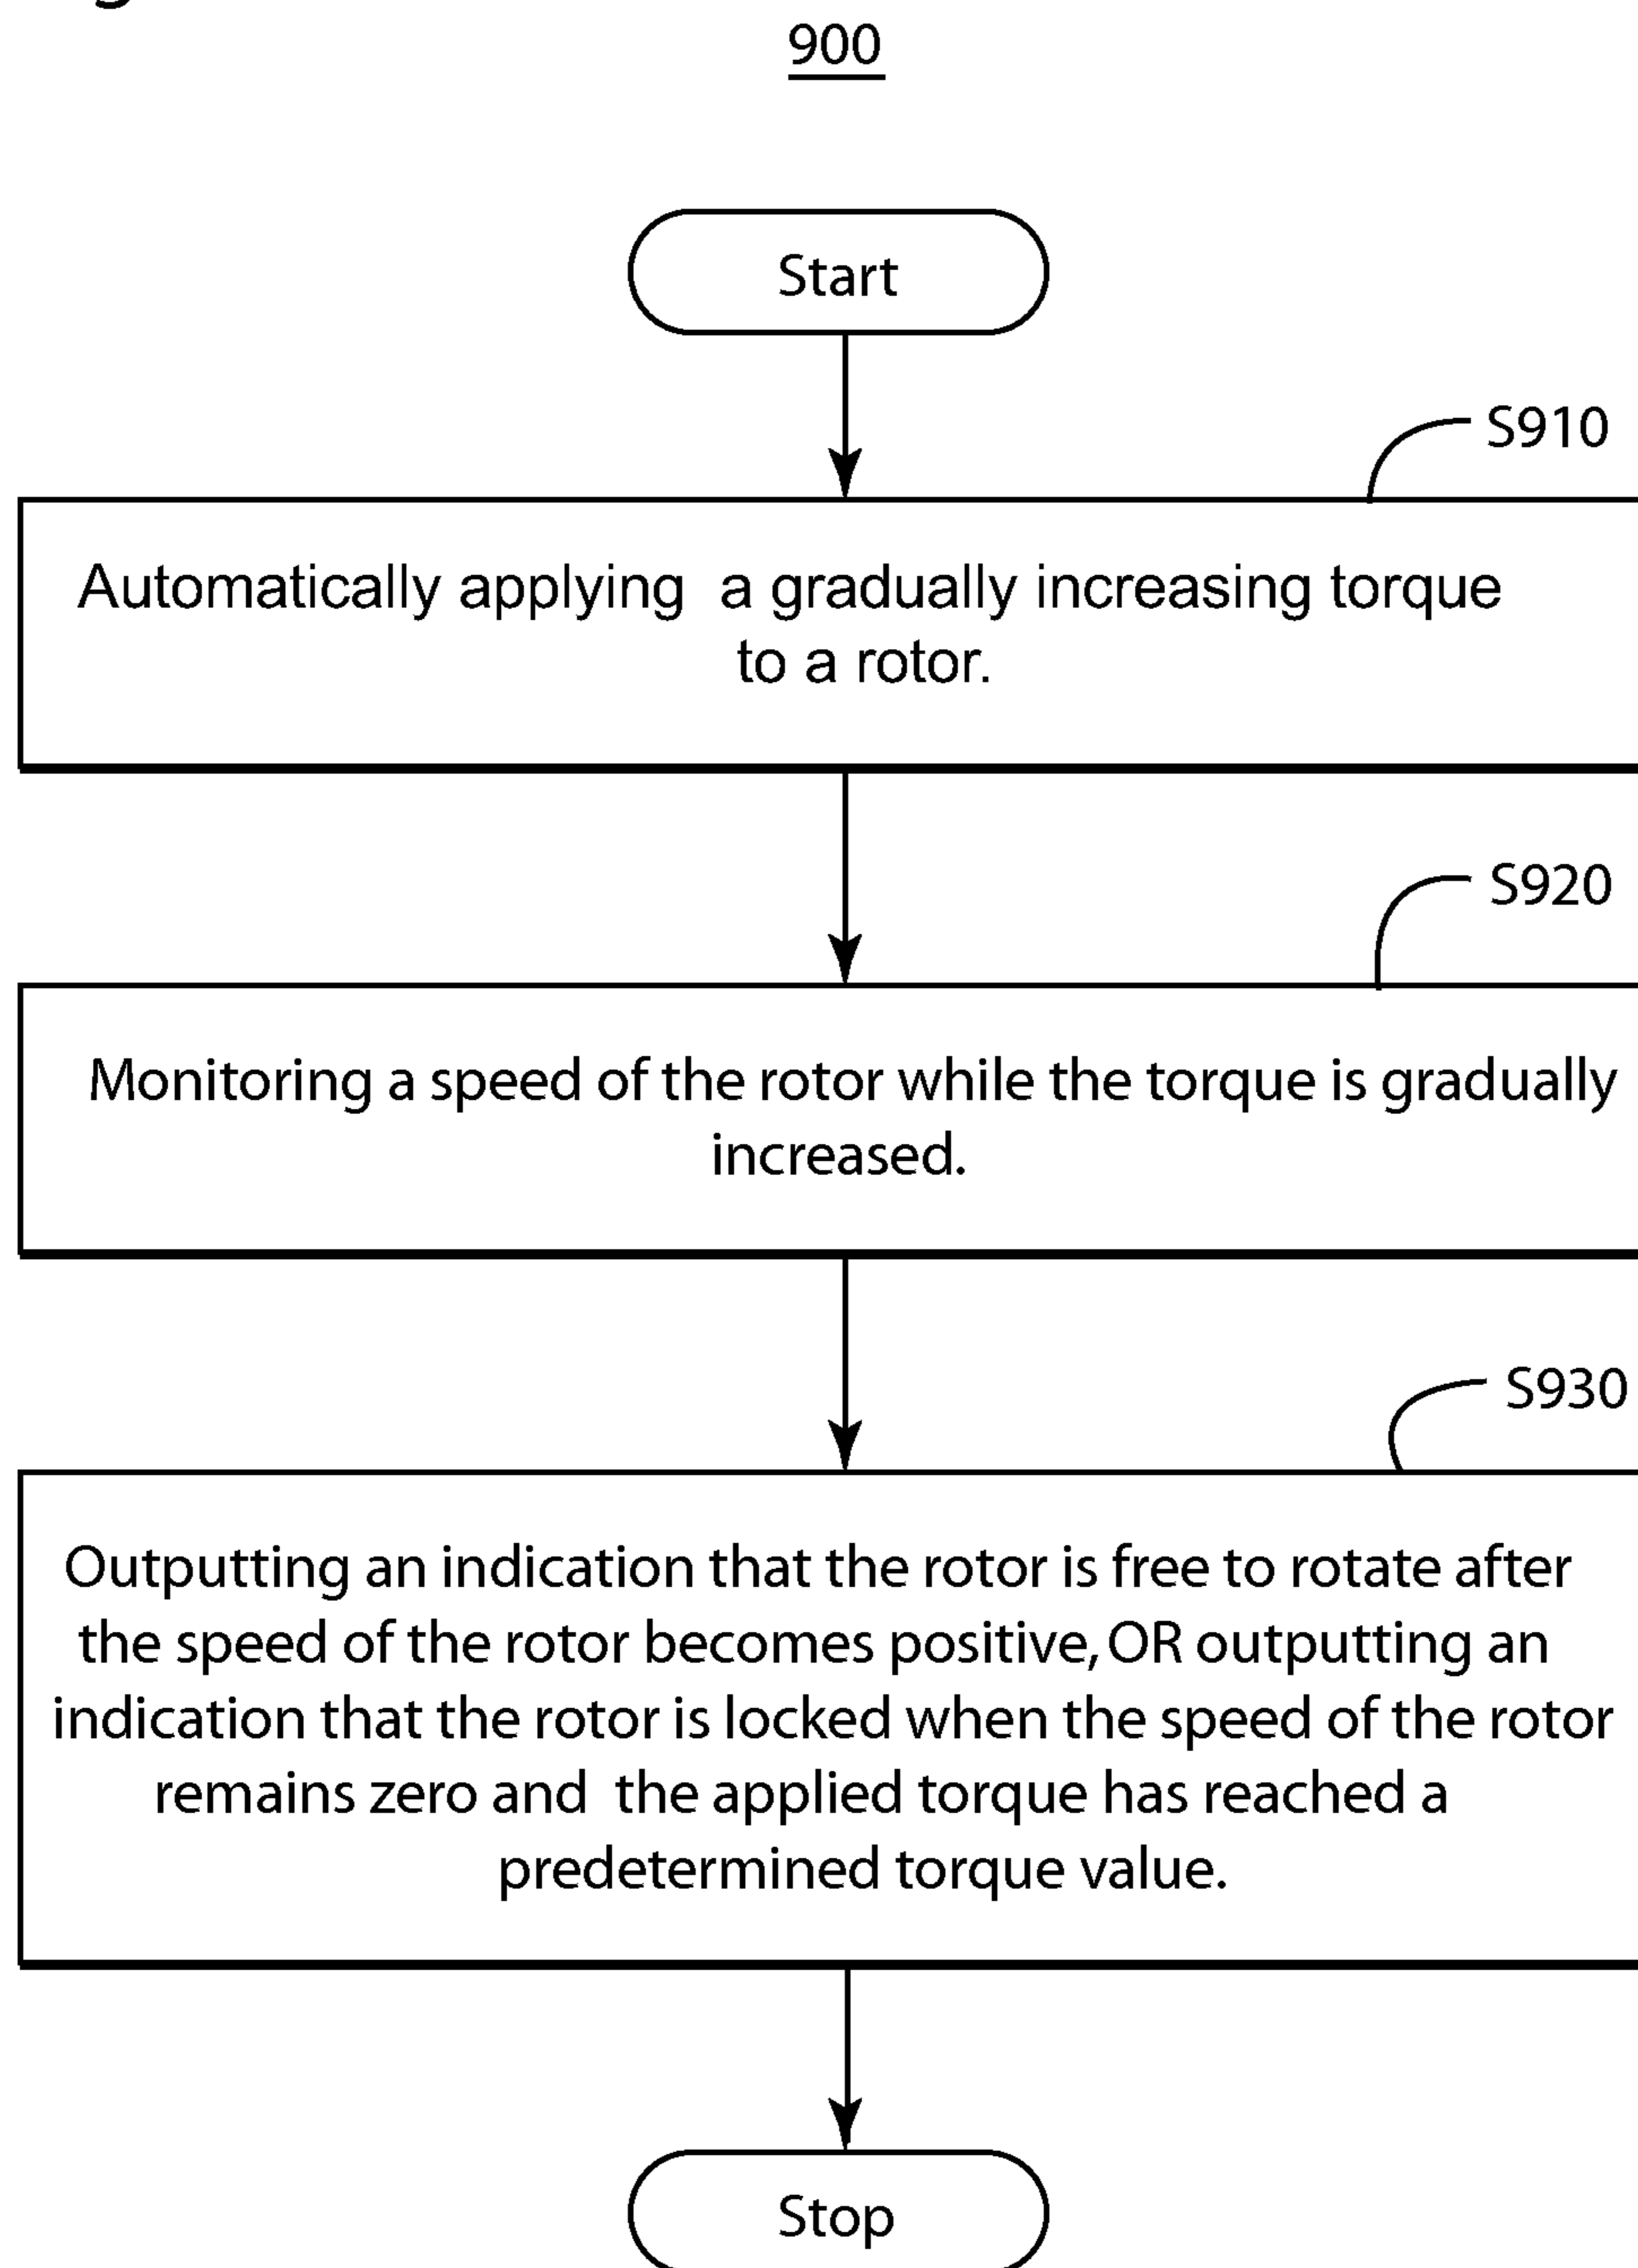 900
Start
S910
Automatically applying a gradually increasing torque
to a rotor.
S920
Monitoring a speed of the rotor while the torque is gradually
increased.
S930
Outputting an indication that the rotor is free to rotate after
the speed of the rotor becomes positive, OR outputting an
indication that the rotor is locked when the speed of the rotor
remains zero and the applied torque has reached a
predetermined torque value.
Stop